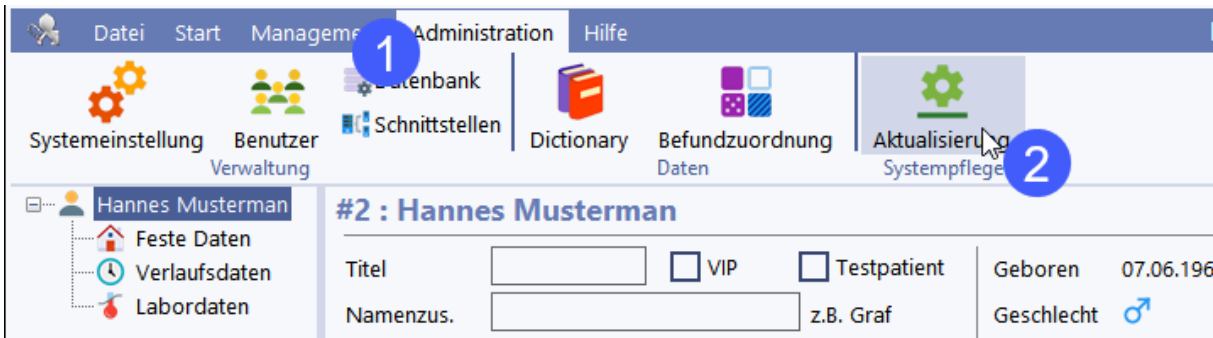 Datei Start Manageme Administration Hilfe
1
Datenbank
Schnittstellen
Systemeinstellung Benutzer Dictionary Befundzuordnung Aktualisierung
Verwaltung Daten Systempflege
2
Hannes Musterman
#2 : Hannes Musterman
Feste Daten
Verlaufsdaten
Labordaten
Titel VIP Testpatient Geboren 07.06.196
Namenzus. z.B. Graf Geschlecht